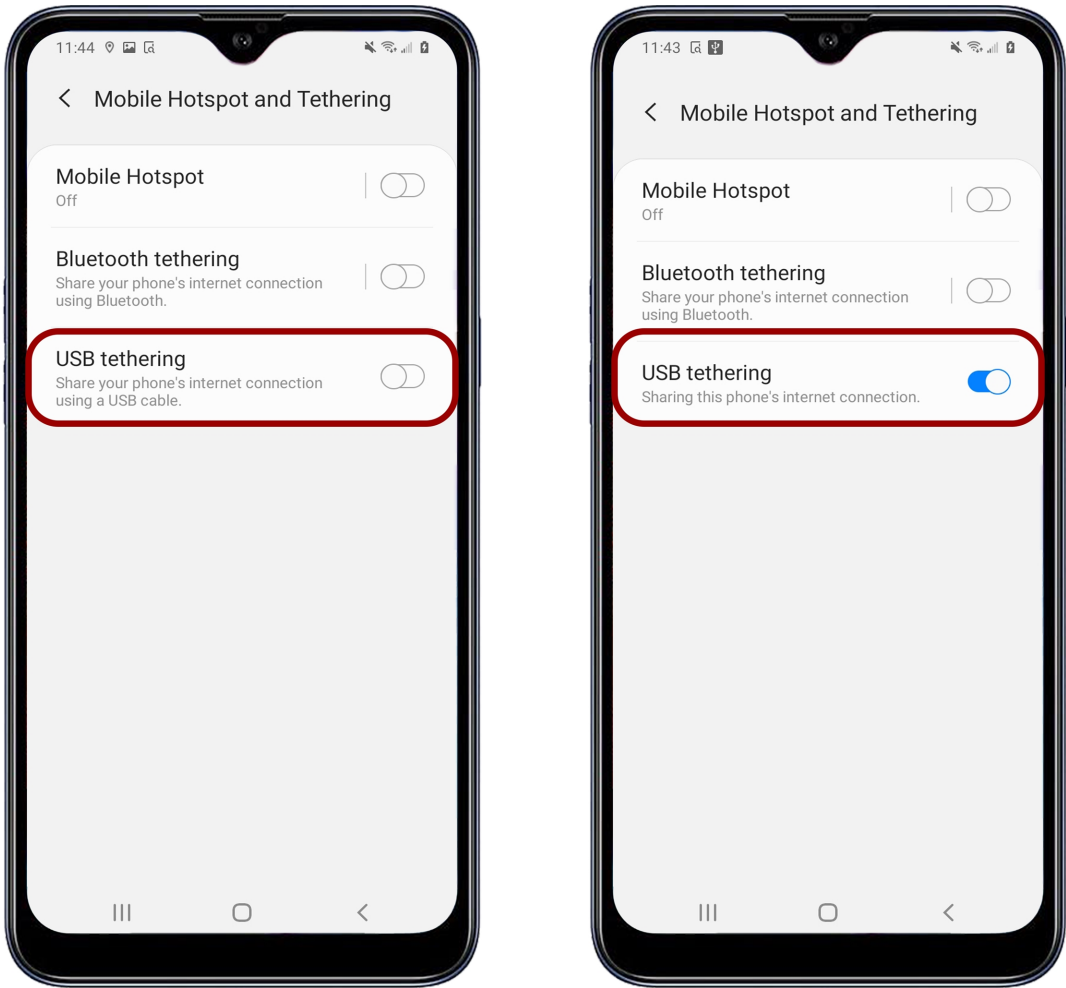 11:44
Mobile Hotspot and Tethering
Mobile Hotspot
Off
Bluetooth tethering
Share your phone's internet connection
using Bluetooth.
USB tethering
Share your phone's internet connection
using a USB cable.
11:43
Mobile Hotspot and Tethering
Mobile Hotspot
Off
Bluetooth tethering
Share your phone's internet connection
using Bluetooth.
USB tethering
Sharing this phone's internet connection.